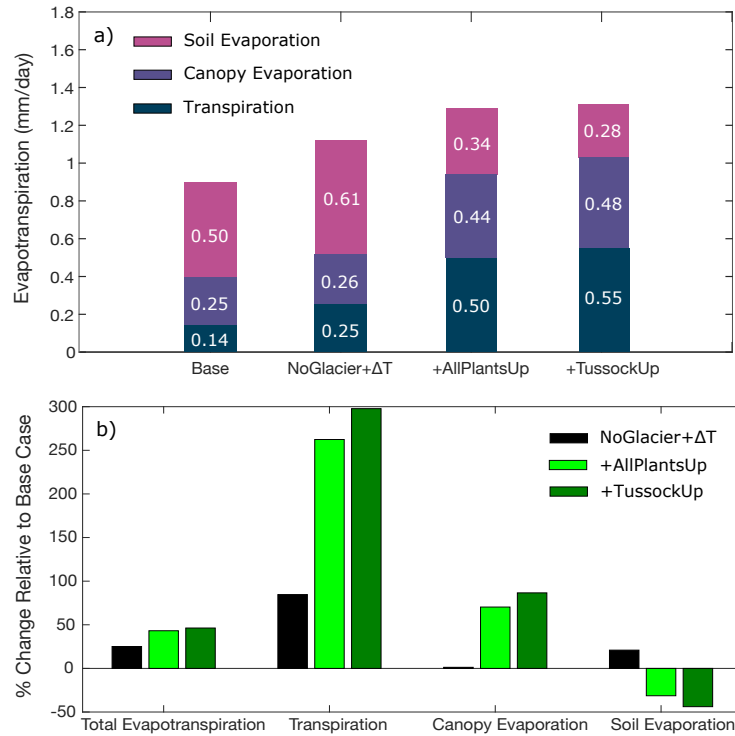 a)
Soil Evaporation
Canopy Evaporation
Transpiration
Evapotranspiration (mm/day)
1.8
1.6
1.4
1.2
1
0.8
0.6
0.4
0.2
0
0.50
0.25
0.14
0.61
0.26
0.25
0.34
0.44
0.50
0.28
0.48
0.55
Base NoGlacier+ΔT +AllPlantsUp +TussockUp
b)
NoGlacier+ΔT
+AllPlantsUp
+TussockUp
% Change Relative to Base Case
300
250
200
150
100
50
0
-50
Total Evapotranspiration Transpiration Canopy Evaporation Soil Evaporation